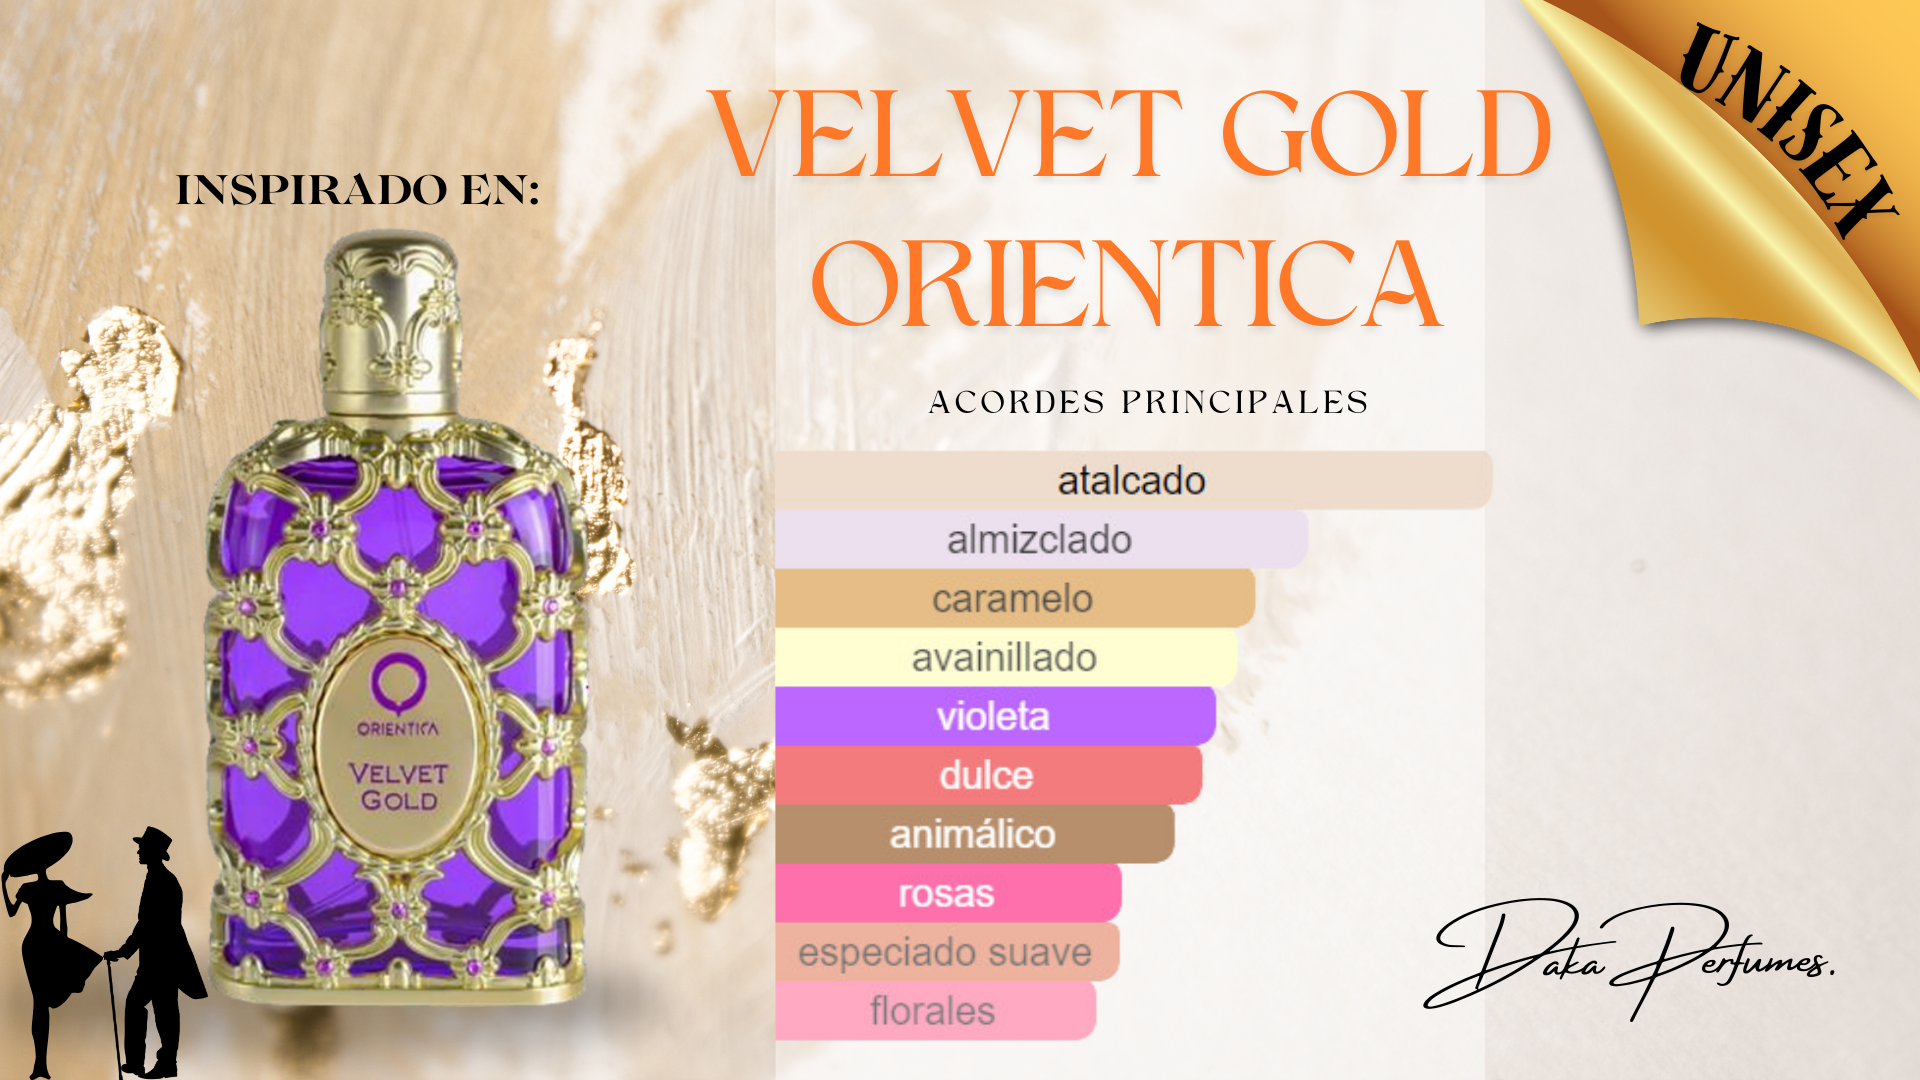 UNISEX
VELVET GOLD
ORIENTICA
INSPIRADO EN:
ORIENTICA
VELVET
GOLD
ACORDES PRINCIPALES
atalcado
almizclado
caramelo
avainillado
violeta
dulce
animálico
rosas
especiado suave
florales
Daka Perfumes.